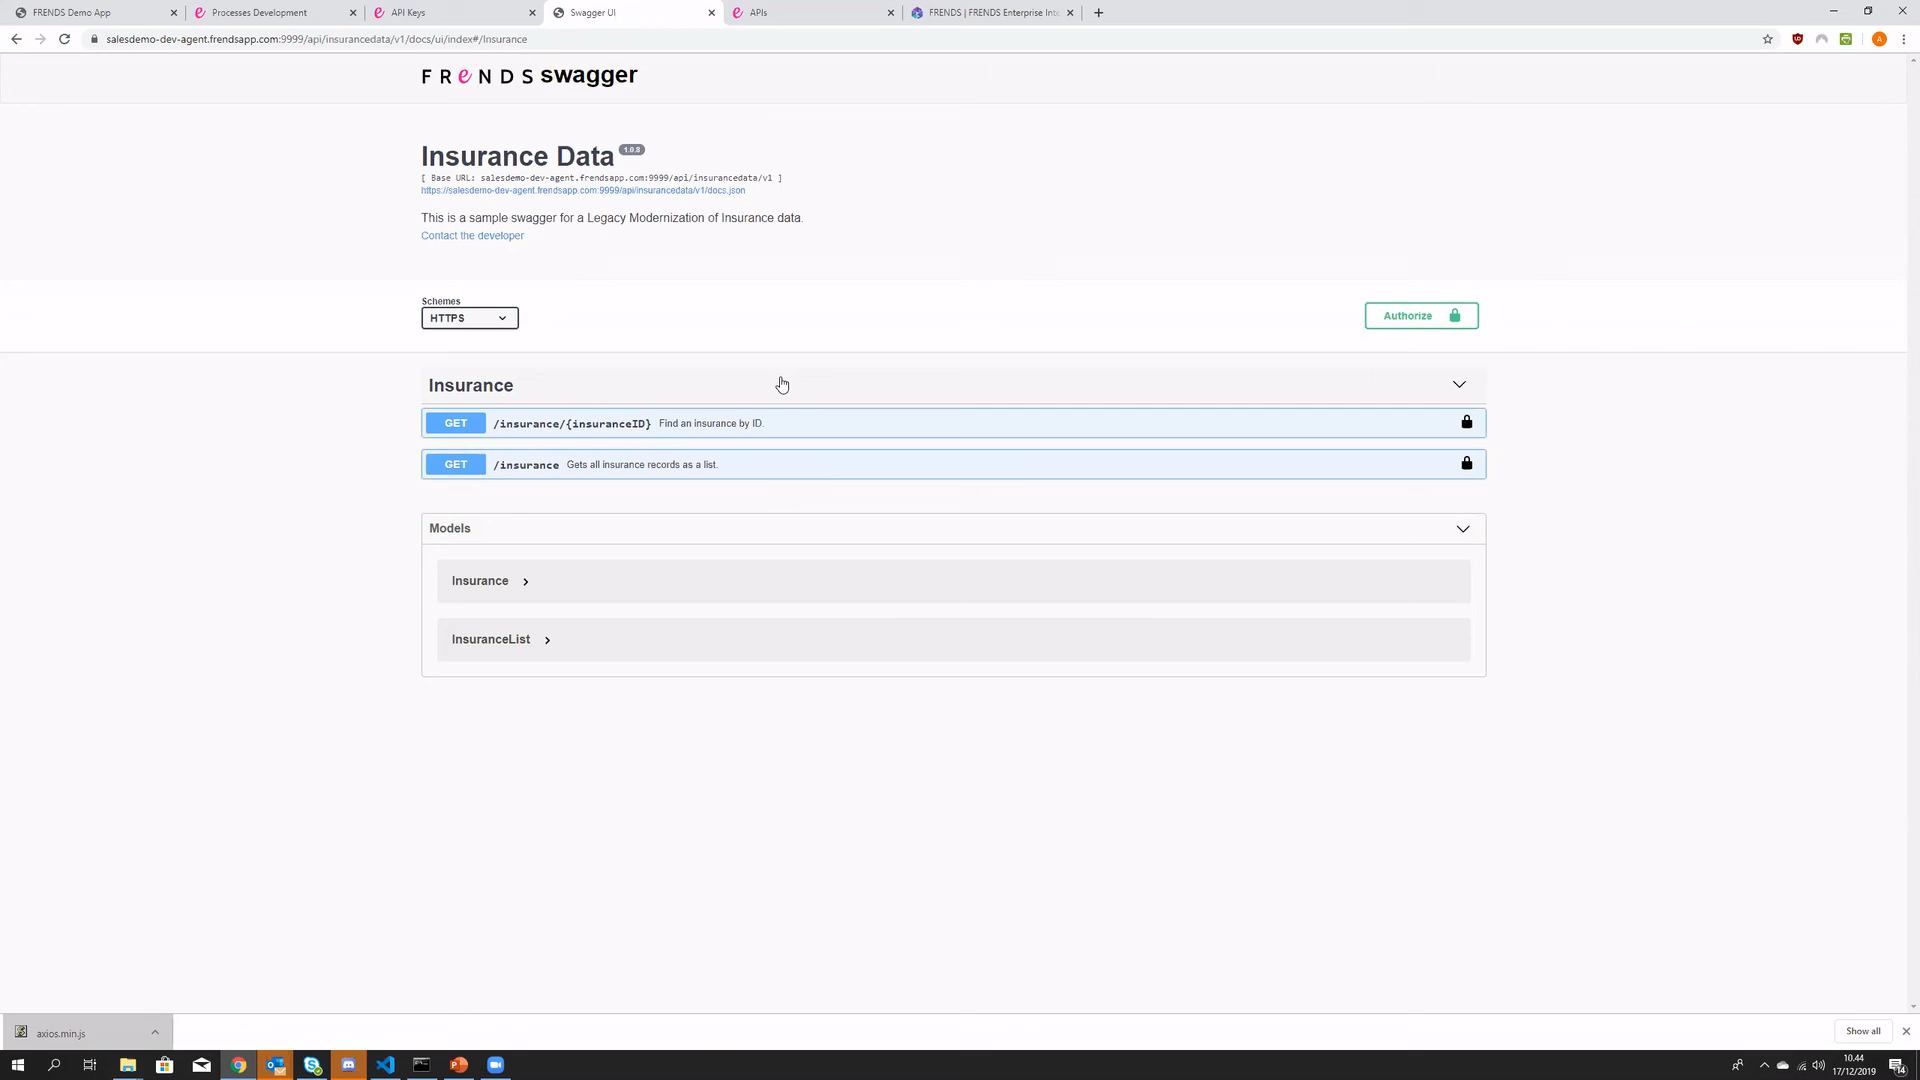 FRENDS Demo App
Processes Development
API Keys
Swagger UI
APIs
FRENDS | FRENDS Enterprise Inte
salesdemo-dev-agent.frendsapp.com:9999/api/insurancedata/v1/docs/ui/index#/Insurance
A
FRENDS swagger
Insurance Data 1.0.8
[ Base URL: salesdemo-dev-agent.frendsapp.com:9999/api/insurancedata/v1 ]
https://salesdemo-dev-agent.frendsapp.com:9999/api/insurancedata/v1/docs.json
This is a sample swagger for a Legacy Modernization of Insurance data.
Contact the developer
Schemes
HTTPS
Authorize
Insurance
GET /insurance/{insuranceID} Find an insurance by ID.
GET /insurance Gets all insurance records as a list.
Models
Insurance
InsuranceList
axios.min.js
Show all
10.44
17/12/2019
14